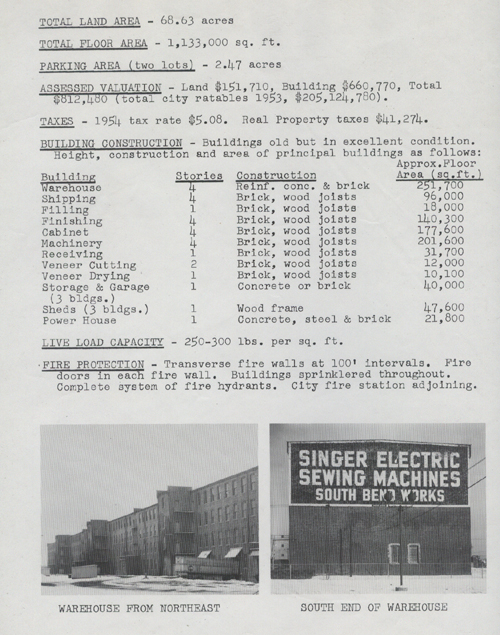 TOTAL LAND AREA - 68.63 acres
TOTAL FLOOR AREA - 1,133,000 sq. ft.
PARKING AREA (two lots) - 2.47 acres
ASSESSED VALUATION - Land $151,710, Building $660,770, Total
$812,480 (total city ratables 1953, $205,124,780).
TAXES - 1954 tax rate $5.08. Real Property taxes $41,274.
BUILDING CONSTRUCTION - Buildings old but in excellent condition.
Height, construction and area of principal buildings as follows:
Approx.Floor
Building Stories Construction Area (sq.ft.)
Warehouse 4 Reinf. conc. & brick 251,700
Shipping 4 Brick, wood joists 96,000
Filling 1 Brick, wood joists 18,000
Finishing 4 Brick, wood joists 140,300
Cabinet 4 Brick, wood joists 177,600
Machinery 4 Brick, wood joists 201,600
Receiving 1 Brick, wood joists 31,700
Veneer Cutting 2 Brick, wood joists 12,000
Veneer Drying 1 Brick, wood joists 10,100
Storage & Garage 1 Concrete or brick 40,000
(3 bldgs.)
Sheds (3 bldgs.) 1 Wood frame 47,600
Power House 1 Concrete, steel & brick 21,800
LIVE LOAD CAPACITY - 250-300 lbs. per sq. ft.
FIRE PROTECTION - Transverse fire walls at 100' intervals. Fire
doors in each fire wall. Buildings sprinklered throughout.
Complete system of fire hydrants. City fire station adjoining.
SINGER ELECTRIC
SEWING MACHINES
SOUTH BEND WORKS
WAREHOUSE FROM NORTHEAST
SOUTH END OF WAREHOUSE